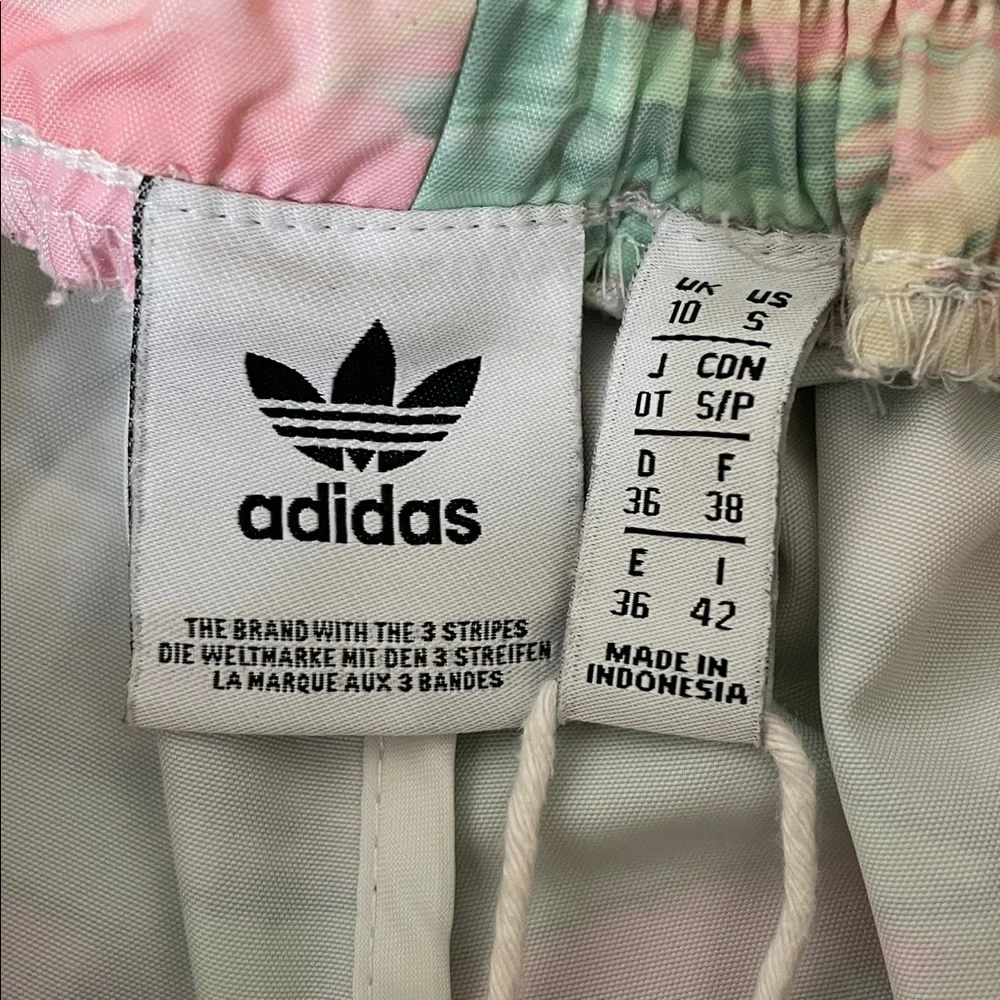 adidas
THE BRAND WITH THE 3 STRIPES
DIE WELTMARKE MIT DEN 3 STREIFEN
LA MARQUE AUX 3 BANDES
UK US
10 S
J CDN
OT S/P
D F
36 38
E I
36 42
MADE IN
INDONESIA